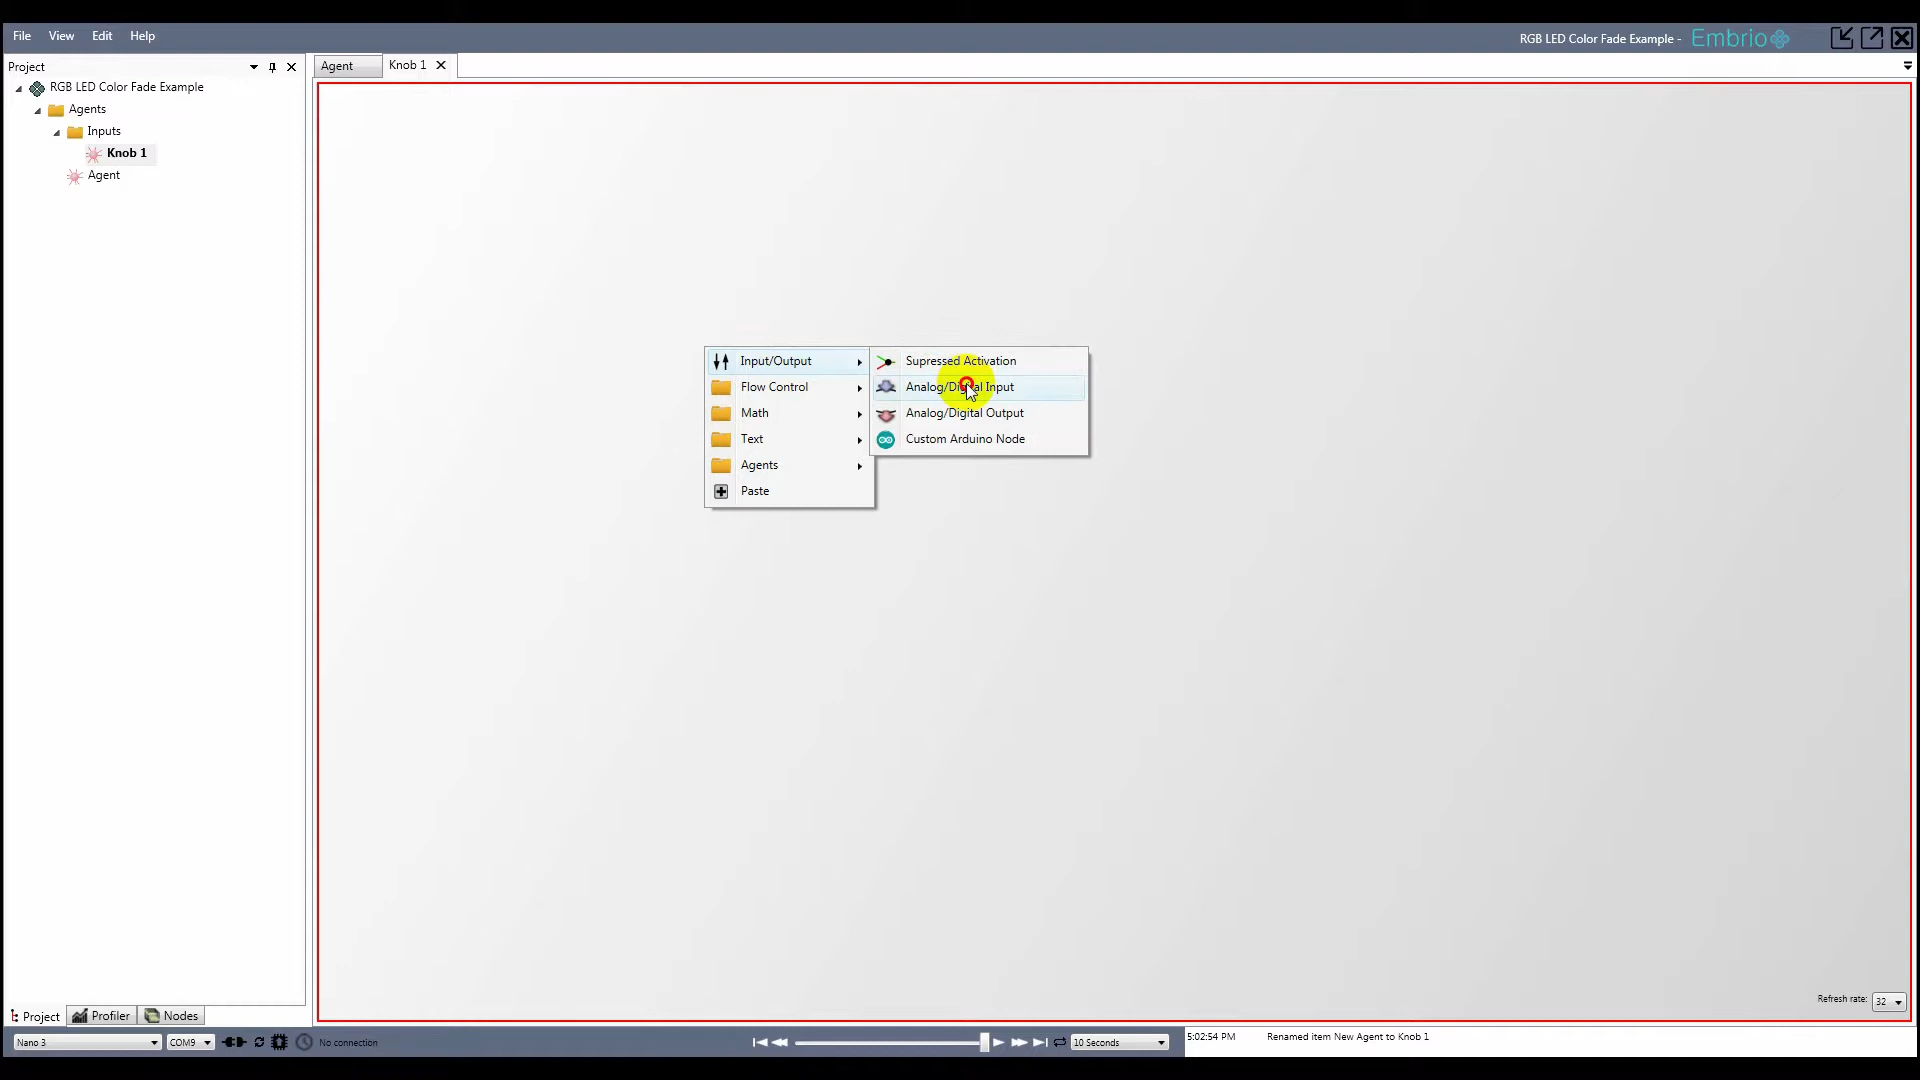 File View Edit Help
RGB LED Color Fade Example - Embrio
Project
Agent
Knob 1
RGB LED Color Fade Example
Agents
Inputs
Knob 1
Agent
Input/Output
Flow Control
Math
Text
Agents
Paste
Supressed Activation
Analog/Digital Input
Analog/Digital Output
Custom Arduino Node
Refresh rate: 32
Project Profiler Nodes
Nano 3 COM9 No connection 10 Seconds 5:02:54 PM Renamed item New Agent to Knob 1